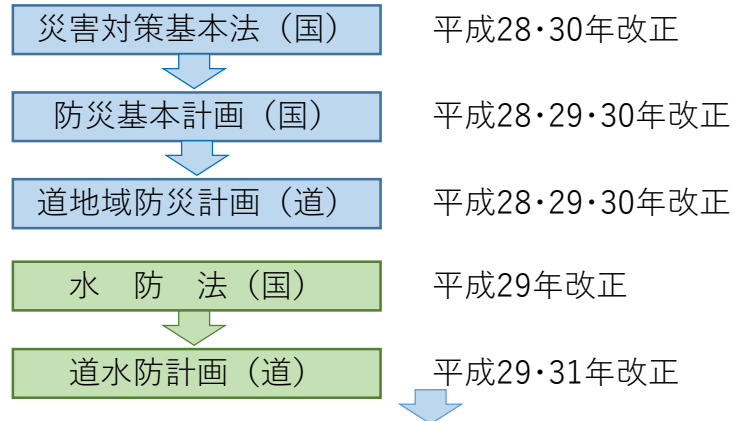 災害対策基本法（国） 平成28･30年改正
防災基本計画（国） 平成28･29･30年改正
道地域防災計画（道） 平成28･29･30年改正
水　防　法（国） 平成29年改正
道水防計画（道） 平成29･31年改正